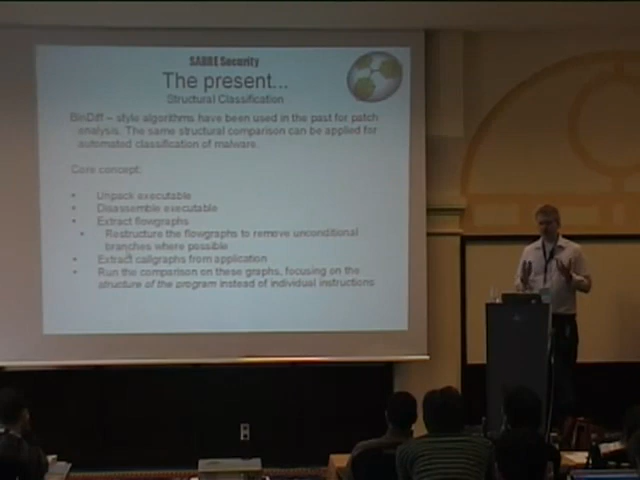 SABRE Security
The present...
Structural Classification
BinDiff – style algorithms have been used in the past for patch
analysis. The same structural comparison can be applied for
automated classification of malware.
Core concept:
• Unpack executable
• Disassemble executable
• Extract flowgraphs
• Restructure the flowgraphs to remove unconditional
branches where possible
• Extract callgraphs from application
• Run the comparison on these graphs, focusing on the
structure of the program instead of individual instructions